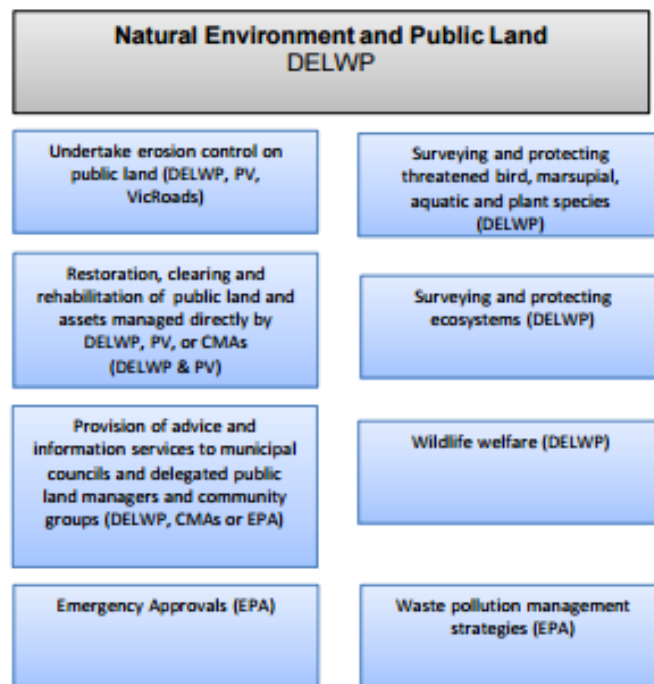 Natural Environment and Public Land
DELWP
Undertake erosion control on
public land (DELWP, PV,
VicRoads)
Surveying and protecting
threatened bird, marsupial,
aquatic and plant species
(DELWP)
Restoration, clearing and
rehabilitation of public land and
assets managed directly by
DELWP, PV, or CMAs
(DELWP & PV)
Surveying and protecting
ecosystems (DELWP)
Provision of advice and
information services to municipal
councils and delegated public
land managers and community
groups (DELWP, CMAs or EPA)
Wildlife welfare (DELWP)
Emergency Approvals (EPA)
Waste pollution management
strategies (EPA)